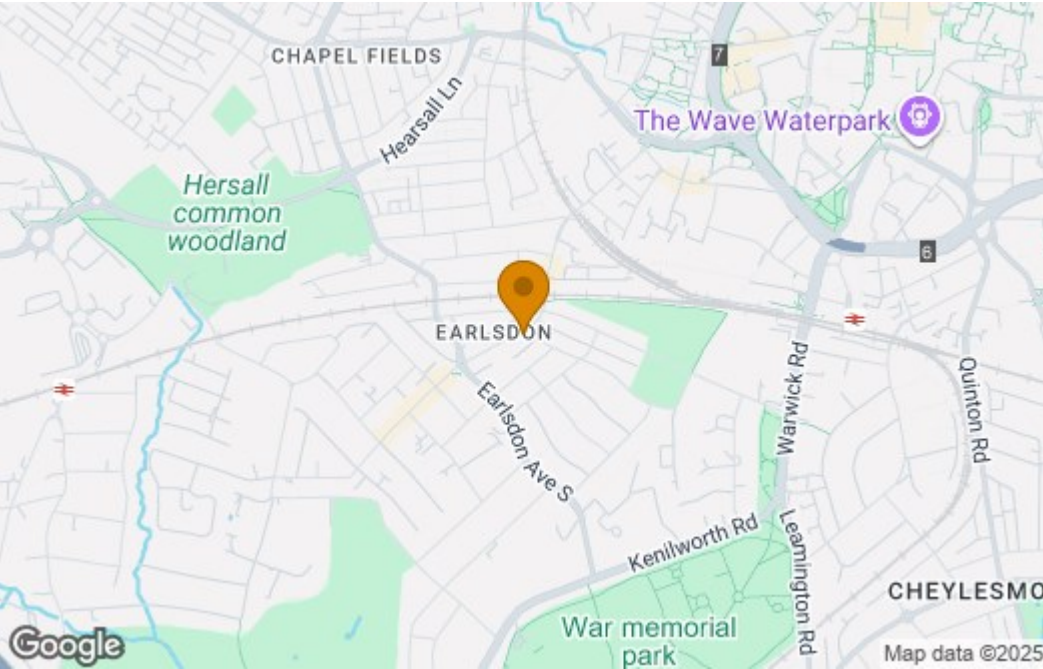 CHAPEL FIELDS
7
Hearsall Ln
The Wave Waterpark
Hersall
common
woodland
6
EARLSDON
Warwick Rd
Quinton Rd
Earlsdon Ave S
Kenilworth Rd
Leamington Rd
CHEYLESMO
War memorial
park
Google
Map data ©2025